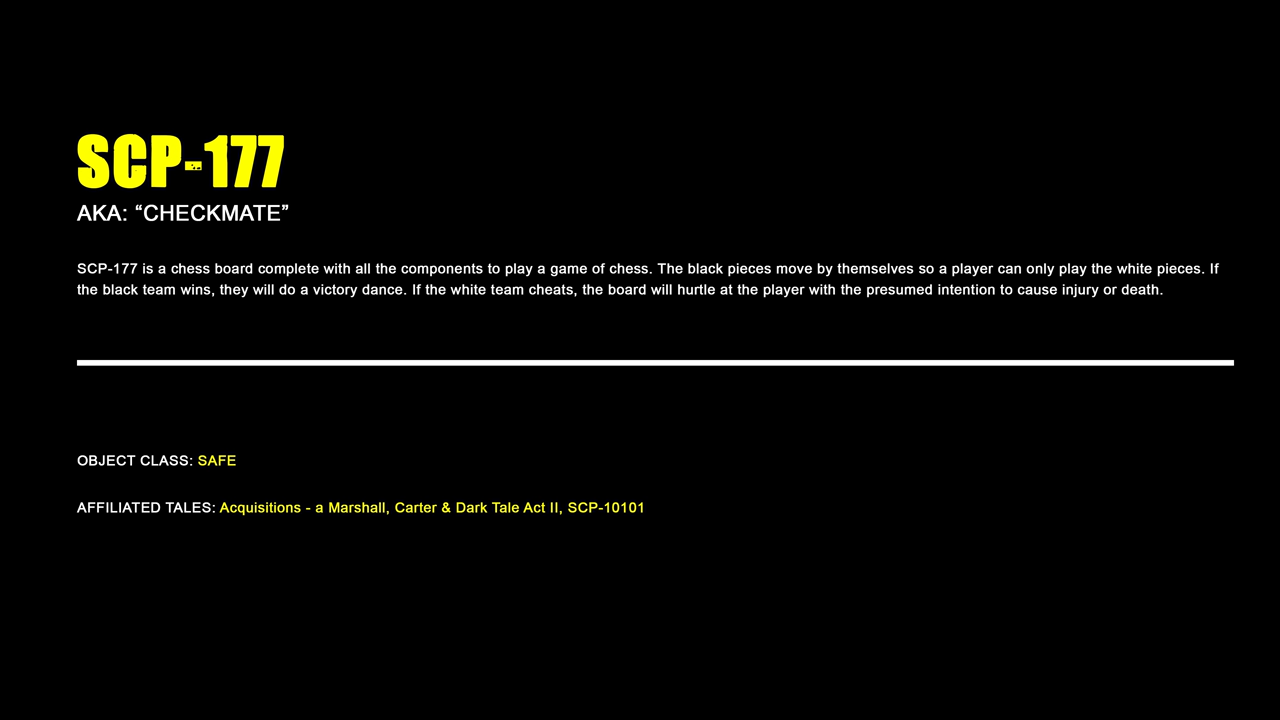 SCP-177
AKA: “CHECKMATE”
SCP-177 is a chess board complete with all the components to play a game of chess. The black pieces move by themselves so a player can only play the white pieces. If
the black team wins, they will do a victory dance. If the white team cheats, the board will hurtle at the player with the presumed intention to cause injury or death.
OBJECT CLASS: SAFE
AFFILIATED TALES: Acquisitions - a Marshall, Carter & Dark Tale Act II, SCP-10101